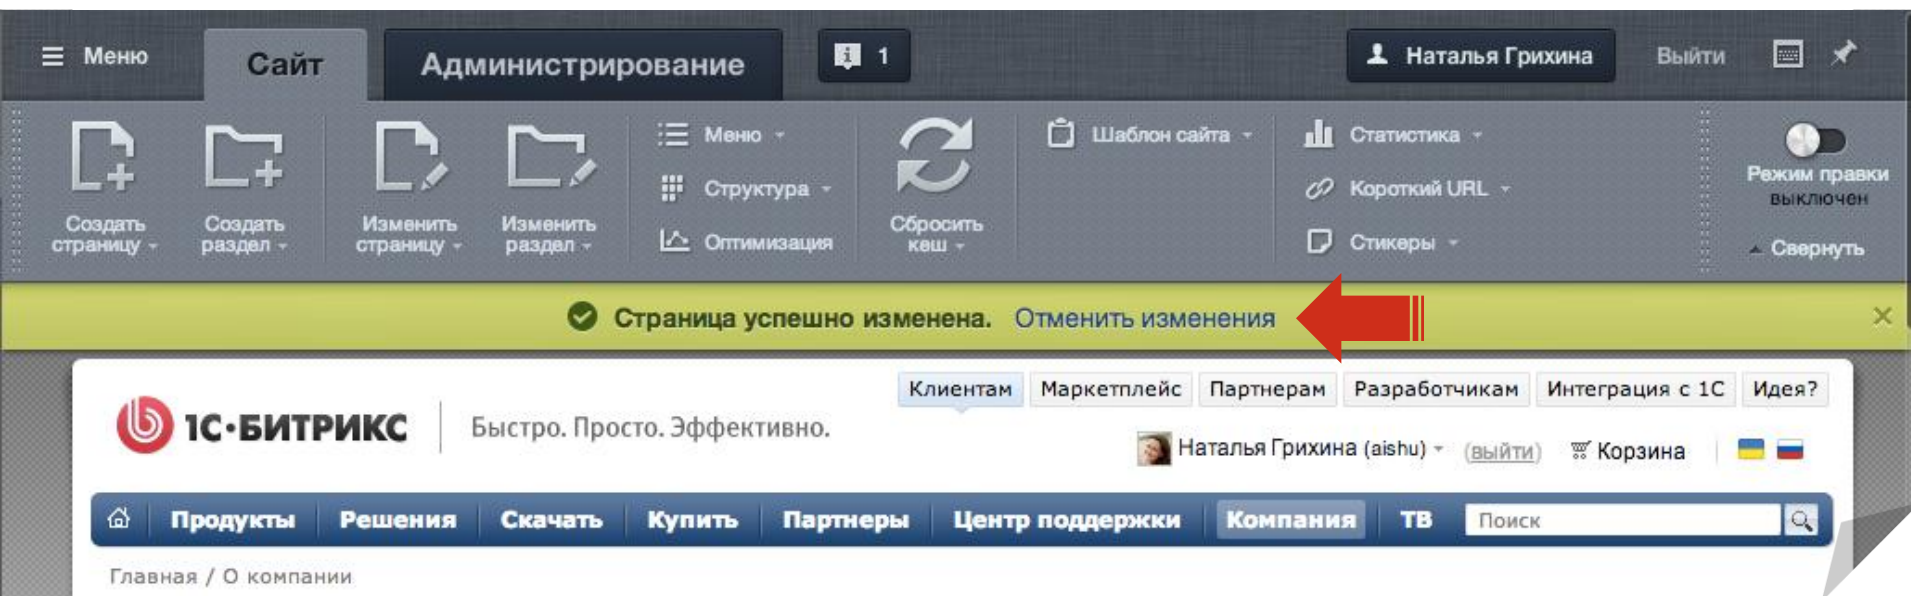 Меню
Сайт
Администрирование
1
Наталья Грихина
Выйти
Создать
страницу
Создать
раздел
Изменить
страницу
Изменить
раздел
Меню
Структура
Оптимизация
Сбросить
кеш
Шаблон сайта
Статистика
Короткий URL
Стикеры
Режим правки
выключен
Свернуть
Страница успешно изменена. Отменить изменения
1С·БИТРИКС
Быстро. Просто. Эффективно.
Клиентам Маркетплейс Партнерам Разработчикам Интеграция с 1С Идея?
Наталья Грихина (aishu) (выйти) Корзина
Продукты Решения Скачать Купить Партнеры Центр поддержки Компания ТВ Поиск
Главная / О компании